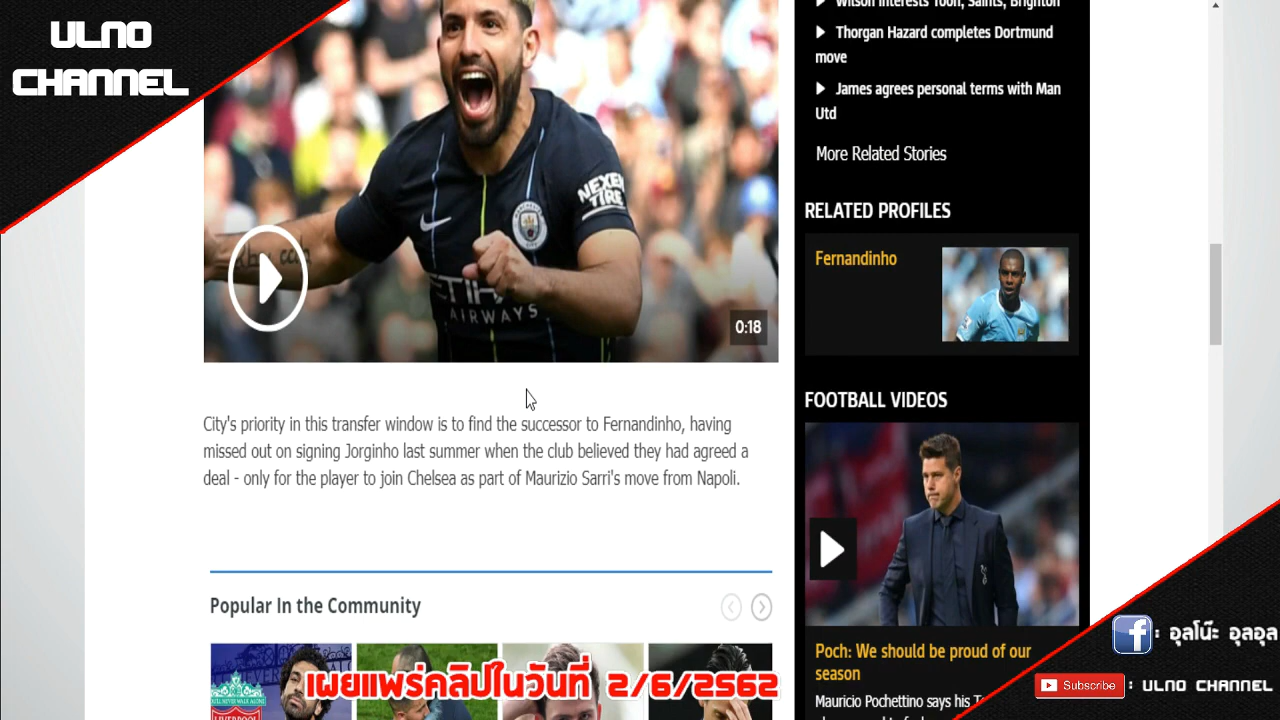 ULNO
CHANNEL
NEXEN
TIRE
AIRWAYS
0:18
City's priority in this transfer window is to find the successor to Fernandinho, having
missed out on signing Jorginho last summer when the club believed they had agreed a
deal - only for the player to join Chelsea as part of Maurizio Sarri's move from Napoli.
Popular In the Community
LIVERPOOL
เผยแพร่คลิปในวันที่ 2/6/2562
Wilson interests Toon, Saints, Brighton
Thorgan Hazard completes Dortmund
move
James agrees personal terms with Man
Utd
More Related Stories
RELATED PROFILES
Fernandinho
FOOTBALL VIDEOS
Poch: We should be proud of our
season
Mauricio Pochettino says his
f : อุลโน๊ะ อุลอุล
Subscribe : ULNO CHANNEL